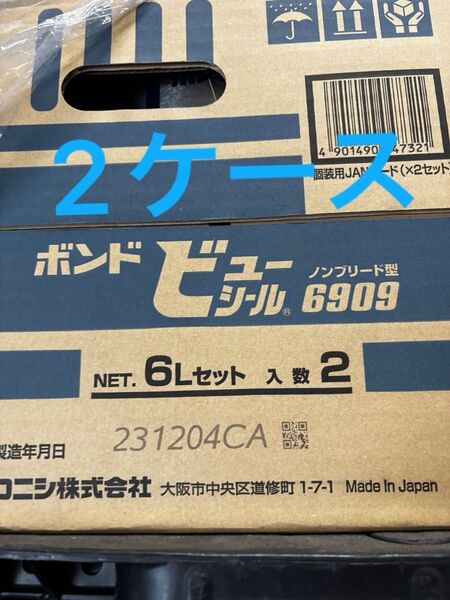 4 901490 47321
個装用JANコード(×2セット)
2ケース
ボンド ビューシール® ノンブリード型 6909
NET. 6Lセット 入数 2
製造年月日 231204CA
コニシ株式会社 大阪市中央区道修町 1-7-1 Made In Japan